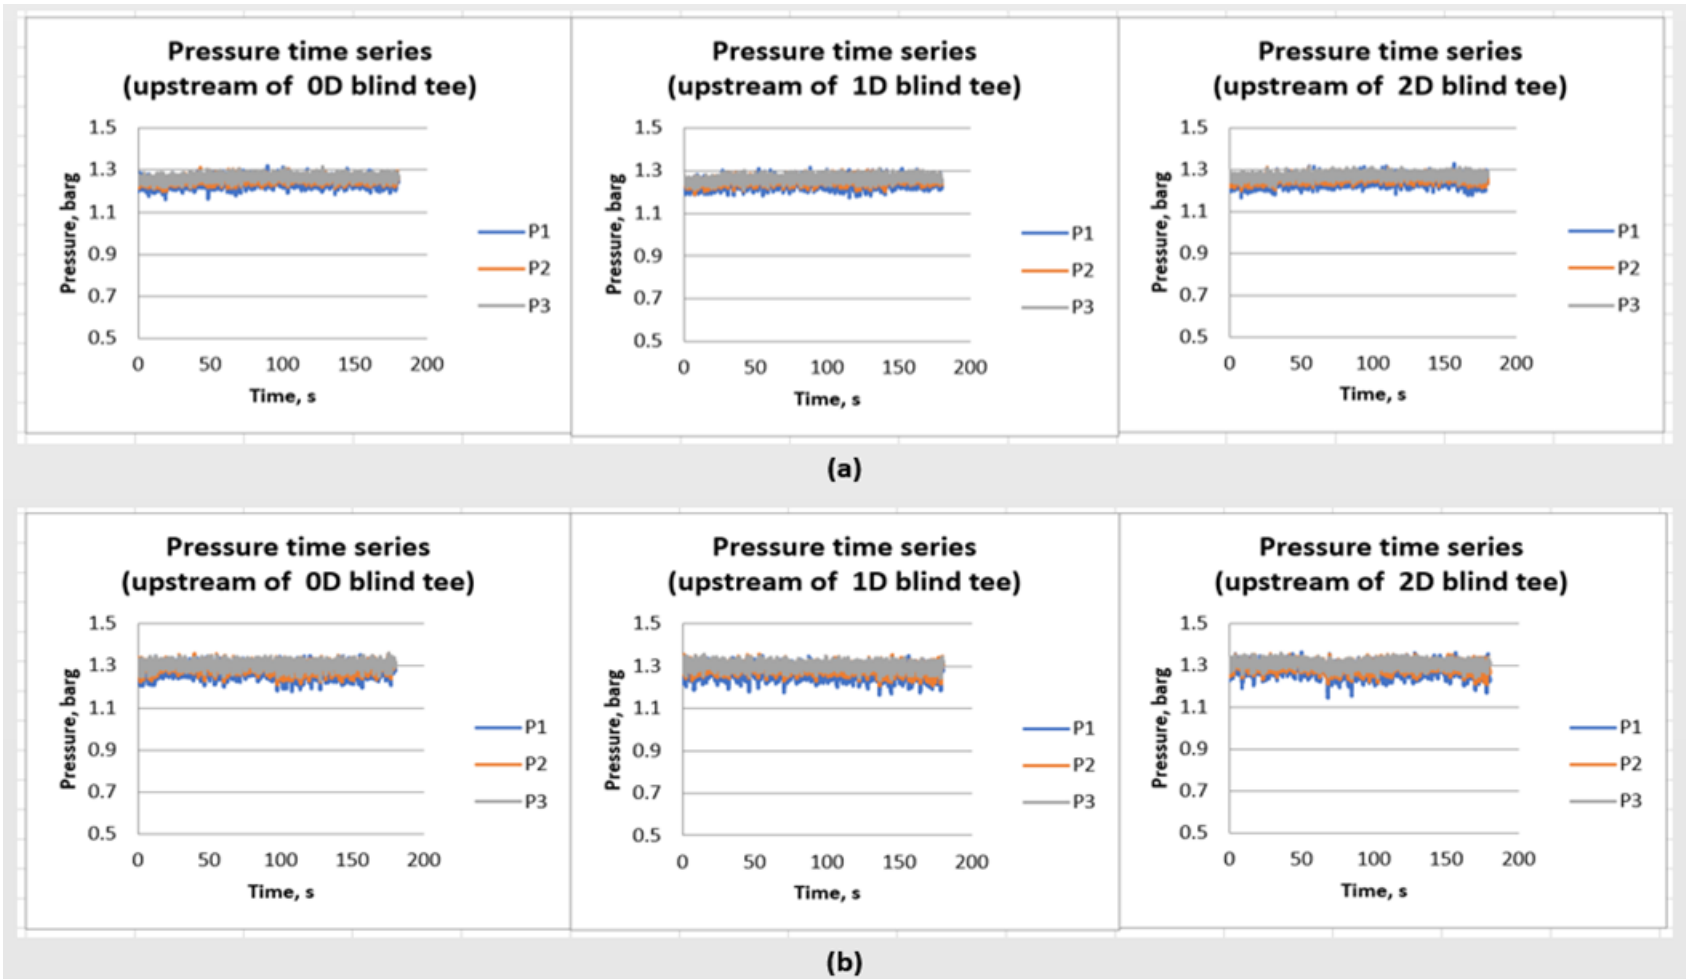 Pressure time series
(upstream of 0D blind tee)
1.5
1.3
1.1
0.9
0.7
0.5
Pressure, barg
0 50 100 150 200
Time, s
P1
P2
P3
Pressure time series
(upstream of 1D blind tee)
1.5
1.3
1.1
0.9
0.7
0.5
Pressure, barg
0 50 100 150 200
Time, s
P1
P2
P3
Pressure time series
(upstream of 2D blind tee)
1.5
1.3
1.1
0.9
0.7
0.5
Pressure, barg
0 50 100 150 200
Time, s
P1
P2
P3
(a)
Pressure time series
(upstream of 0D blind tee)
1.5
1.3
1.1
0.9
0.7
0.5
Pressure, barg
0 50 100 150 200
Time, s
P1
P2
P3
Pressure time series
(upstream of 1D blind tee)
1.5
1.3
1.1
0.9
0.7
0.5
Pressure, barg
0 50 100 150 200
Time, s
P1
P2
P3
Pressure time series
(upstream of 2D blind tee)
1.5
1.3
1.1
0.9
0.7
0.5
Pressure, barg
0 50 100 150 200
Time, s
P1
P2
P3
(b)